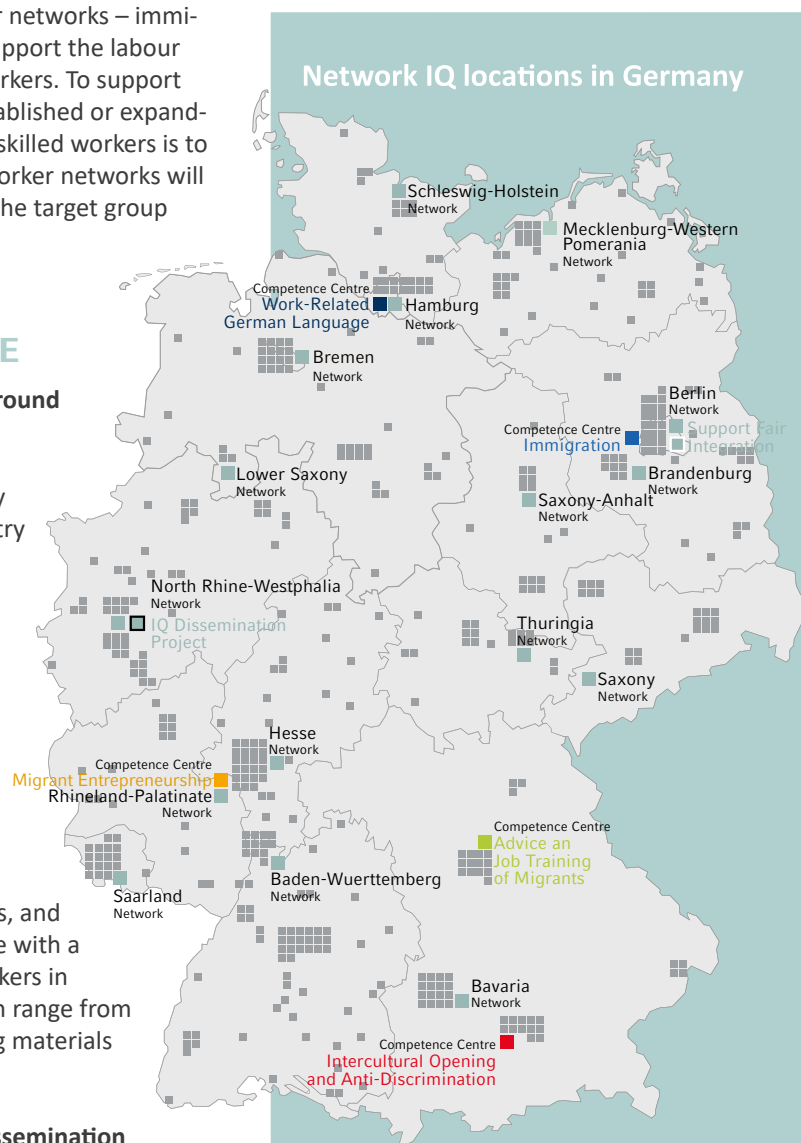 r networks – immi-
pport the labour
rkers. To support
ablished or expand-
skilled workers is to
orker networks will
he target group
E
round
y
try
s, and
e with a
kers in
n range from
g materials
ssemination
Network IQ locations in Germany
Schleswig-Holstein
Network
Mecklenburg-Western
Pomerania
Network
Competence Centre
Work-Related
German Language
Hamburg
Network
Bremen
Network
Berlin
Network
Support Fair
Integration
Competence Centre
Immigration
Brandenburg
Network
Lower Saxony
Network
Saxony-Anhalt
Network
North Rhine-Westphalia
Network
IQ Dissemination
Project
Thuringia
Network
Saxony
Network
Hesse
Network
Competence Centre
Migrant Entrepreneurship
Rhineland-Palatinate
Network
Competence Centre
Advice an
Job Training
of Migrants
Saarland
Network
Baden-Wuerttemberg
Network
Bavaria
Network
Competence Centre
Intercultural Opening
and Anti-Discrimination